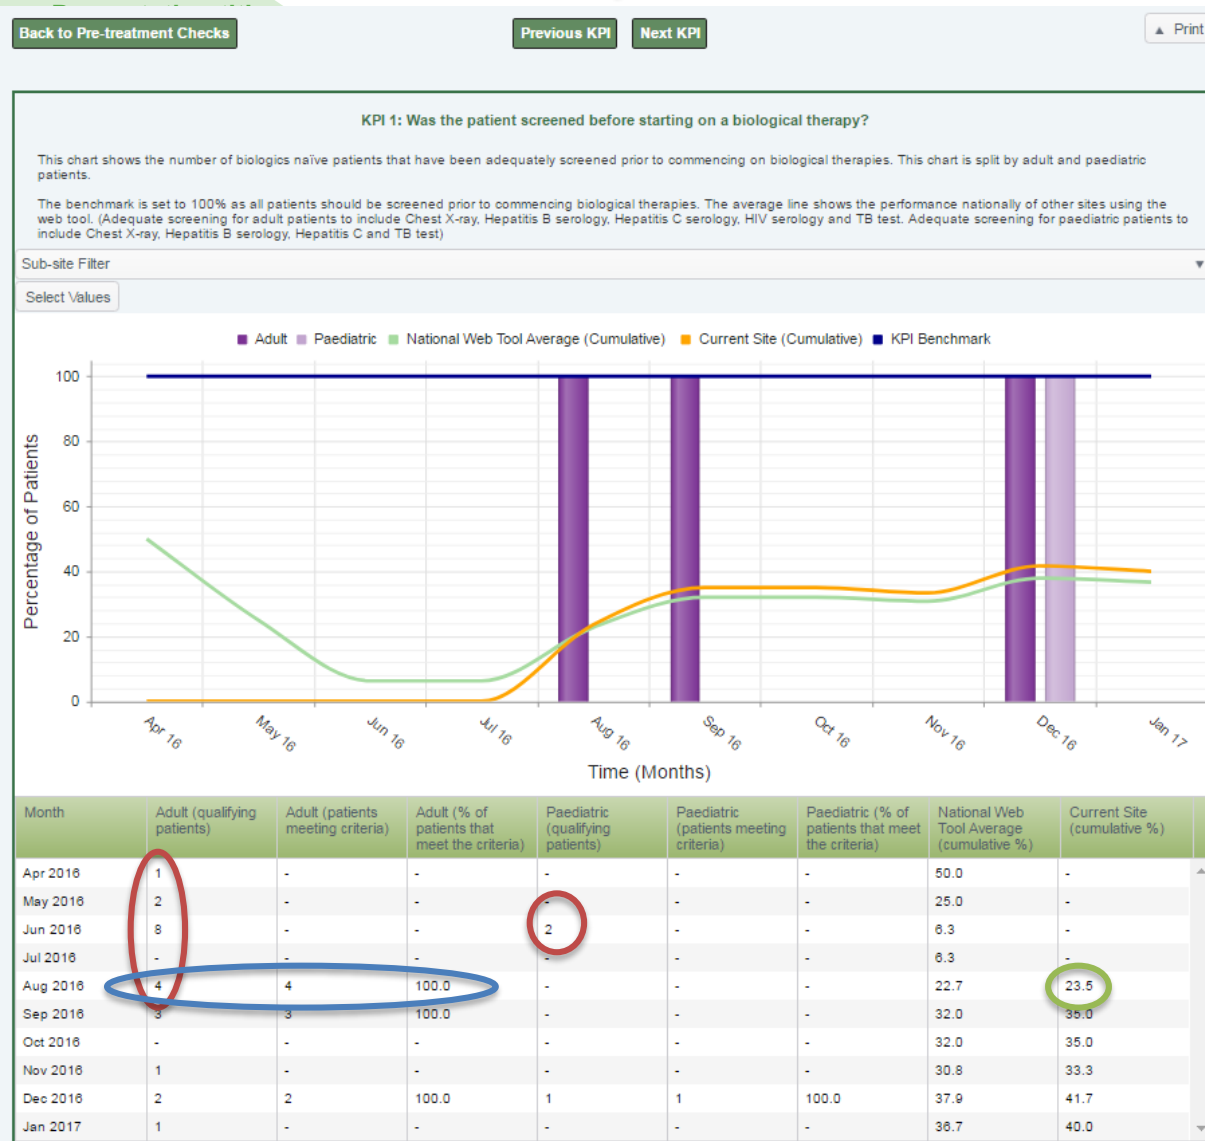 Back to Pre-treatment Checks
Previous KPI
Next KPI
▲ Print
KPI 1: Was the patient screened before starting on a biological therapy?
This chart shows the number of biologics naïve patients that have been adequately screened prior to commencing on biological therapies. This chart is split by adult and paediatric
patients.
The benchmark is set to 100% as all patients should be screened prior to commencing biological therapies. The average line shows the performance nationally of other sites using the
web tool. (Adequate screening for adult patients to include Chest X-ray, Hepatitis B serology, Hepatitis C serology, HIV serology and TB test. Adequate screening for paediatric patients to
include Chest X-ray, Hepatitis B serology, Hepatitis C and TB test)
Sub-site Filter
Select Values
Adult Paediatric National Web Tool Average (Cumulative) Current Site (Cumulative) KPI Benchmark
Percentage of Patients
100
80
60
40
20
0
Apr 16 May 16 Jun 16 Jul 16 Aug 16 Sep 16 Oct 16 Nov 16 Dec 16 Jan 17
Time (Months)
Month Adult (qualifying patients) Adult (patients meeting criteria) Adult (% of patients that meet the criteria) Paediatric (qualifying patients) Paediatric (patients meeting criteria) Paediatric (% of patients that meet the criteria) National Web Tool Average (cumulative %) Current Site (cumulative %)
Apr 2016 1 - - - - - 50.0 -
May 2016 2 - - - - - 25.0 -
Jun 2016 8 - - 2 - - 6.3 -
Jul 2016 - - - - - - 6.3 -
Aug 2016 4 4 100.0 - - - 22.7 23.5
Sep 2016 3 3 100.0 - - - 32.0 35.0
Oct 2016 - - - - - - 32.0 35.0
Nov 2016 1 - - - - - 30.8 33.3
Dec 2016 2 2 100.0 1 1 100.0 37.9 41.7
Jan 2017 1 - - - - - 36.7 40.0